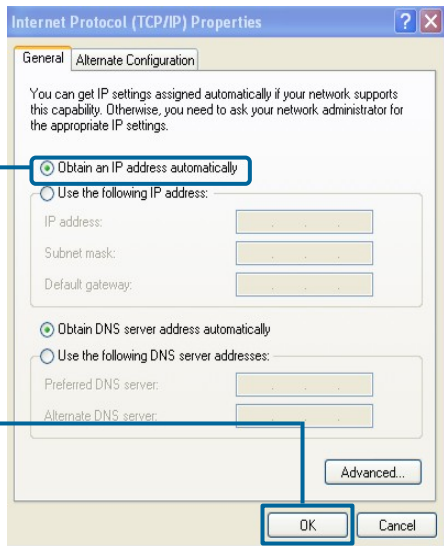 Internet Protocol (TCP/IP) Properties
General
Alternate Configuration
You can get IP settings assigned automatically if your network supports
this capability. Otherwise, you need to ask your network administrator for
the appropriate IP settings.
Obtain an IP address automatically
Use the following IP address:
IP address:
Subnet mask:
Default gateway:
Obtain DNS server address automatically
Use the following DNS server addresses:
Preferred DNS server:
Alternate DNS server:
Advanced...
OK
Cancel